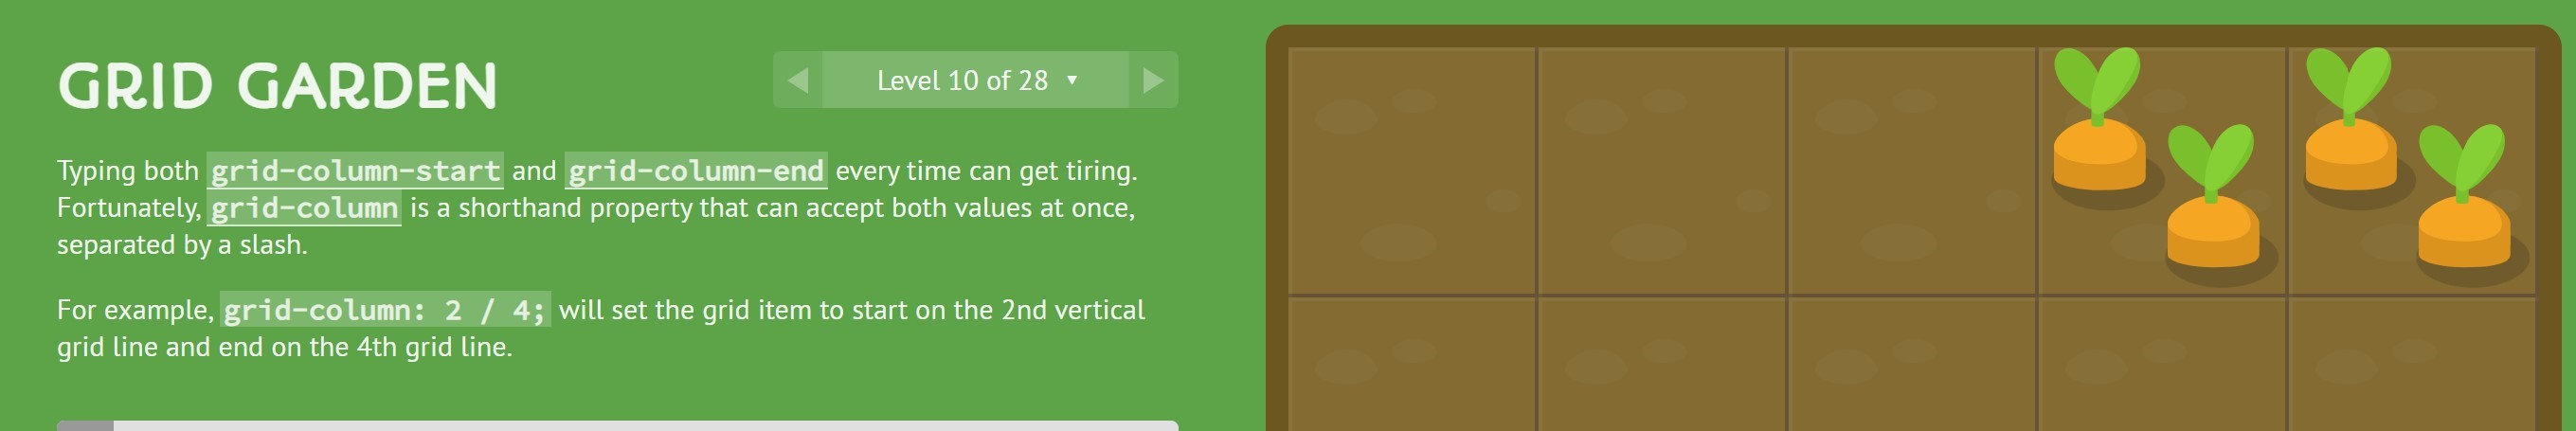 GRID GARDEN
Level 10 of 28 ▼
Typing both grid-column-start and grid-column-end every time can get tiring.
Fortunately, grid-column is a shorthand property that can accept both values at once,
separated by a slash.
For example, grid-column: 2 / 4; will set the grid item to start on the 2nd vertical
grid line and end on the 4th grid line.